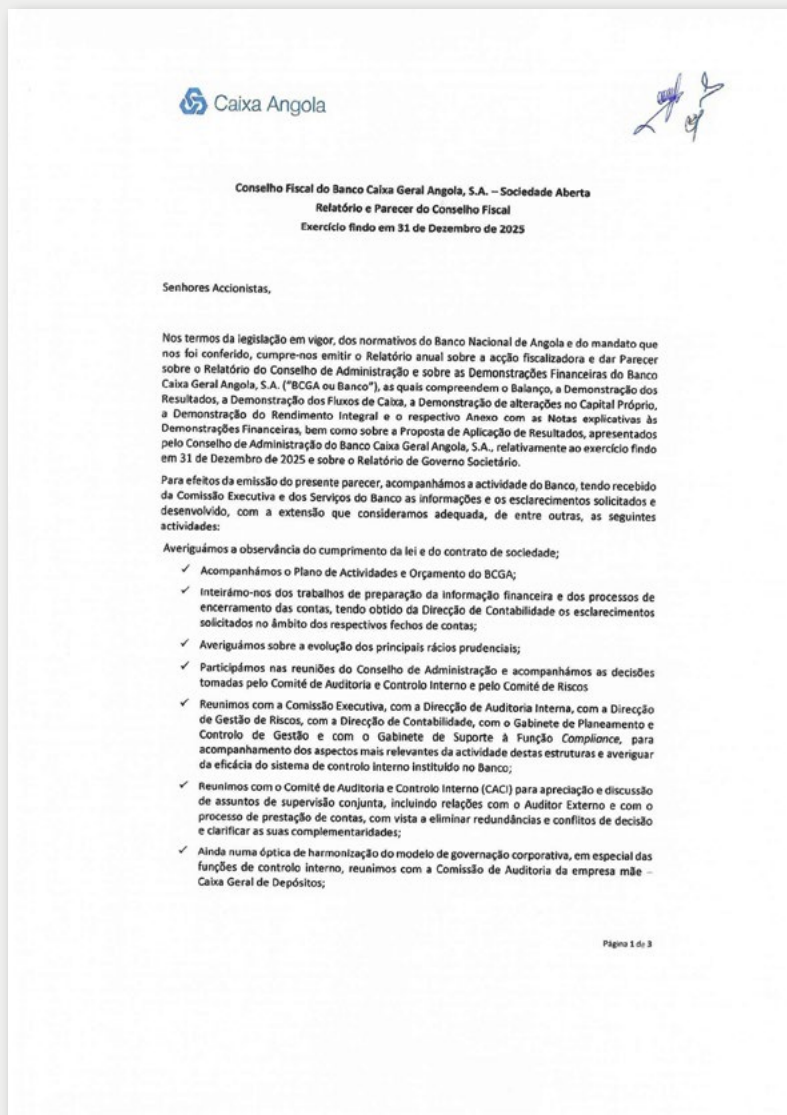 Caixa Angola
Conselho Fiscal do Banco Caixa Geral Angola, S.A. – Sociedade Aberta
Relatório e Parecer do Conselho Fiscal
Exercício findo em 31 de Dezembro de 2025
Senhores Accionistas,
Nos termos da legislação em vigor, dos normativos do Banco Nacional de Angola e do mandato que
nos foi conferido, cumpre-nos emitir o Relatório anual sobre a acção fiscalizadora e dar Parecer
sobre o Relatório do Conselho de Administração e sobre as Demonstrações Financeiras do Banco
Caixa Geral Angola, S.A. ("BCGA ou Banco"), as quais compreendem o Balanço, a Demonstração dos
Resultados, a Demonstração dos Fluxos de Caixa, a Demonstração de alterações no Capital Próprio,
a Demonstração do Rendimento Integral e o respectivo Anexo com as Notas explicativas às
Demonstrações Financeiras, bem como sobre a Proposta de Aplicação de Resultados, apresentados
pelo Conselho de Administração do Banco Caixa Geral Angola, S.A., relativamente ao exercício findo
em 31 de Dezembro de 2025 e sobre o Relatório de Governo Societário.
Para efeitos da emissão do presente parecer, acompanhámos a actividade do Banco, tendo recebido
da Comissão Executiva e dos Serviços do Banco as informações e os esclarecimentos solicitados e
desenvolvido, com a extensão que consideramos adequada, de entre outras, as seguintes
actividades:
Averiguámos a observância do cumprimento da lei e do contrato de sociedade;
✓ Acompanhámos o Plano de Actividades e Orçamento do BCGA;
✓ Inteirámo-nos dos trabalhos de preparação da informação financeira e dos processos de
encerramento das contas, tendo obtido da Direcção de Contabilidade os esclarecimentos
solicitados no âmbito dos respectivos fechos de contas;
✓ Averiguámos sobre a evolução dos principais rácios prudenciais;
✓ Participámos nas reuniões do Conselho de Administração e acompanhámos as decisões
tomadas pelo Comité de Auditoria e Controlo Interno e pelo Comité de Riscos
✓ Reunimos com a Comissão Executiva, com a Direcção de Auditoria Interna, com a Direcção
de Gestão de Riscos, com a Direcção de Contabilidade, com o Gabinete de Planeamento e
Controlo de Gestão e com o Gabinete de Suporte à Função Compliance, para
acompanhamento dos aspectos mais relevantes da actividade destas estruturas e averiguar
da eficácia do sistema de controlo interno instituído no Banco;
✓ Reunimos com o Comité de Auditoria e Controlo Interno (CACI) para apreciação e discussão
de assuntos de supervisão conjunta, incluindo relações com o Auditor Externo e com o
processo de prestação de contas, com vista a eliminar redundâncias e conflitos de decisão
e clarificar as suas complementaridades;
✓ Ainda numa óptica de harmonização do modelo de governação corporativa, em especial das
funções de controlo interno, reunimos com a Comissão de Auditoria da empresa mãe –
Caixa Geral de Depósitos;
Página 1 de 3